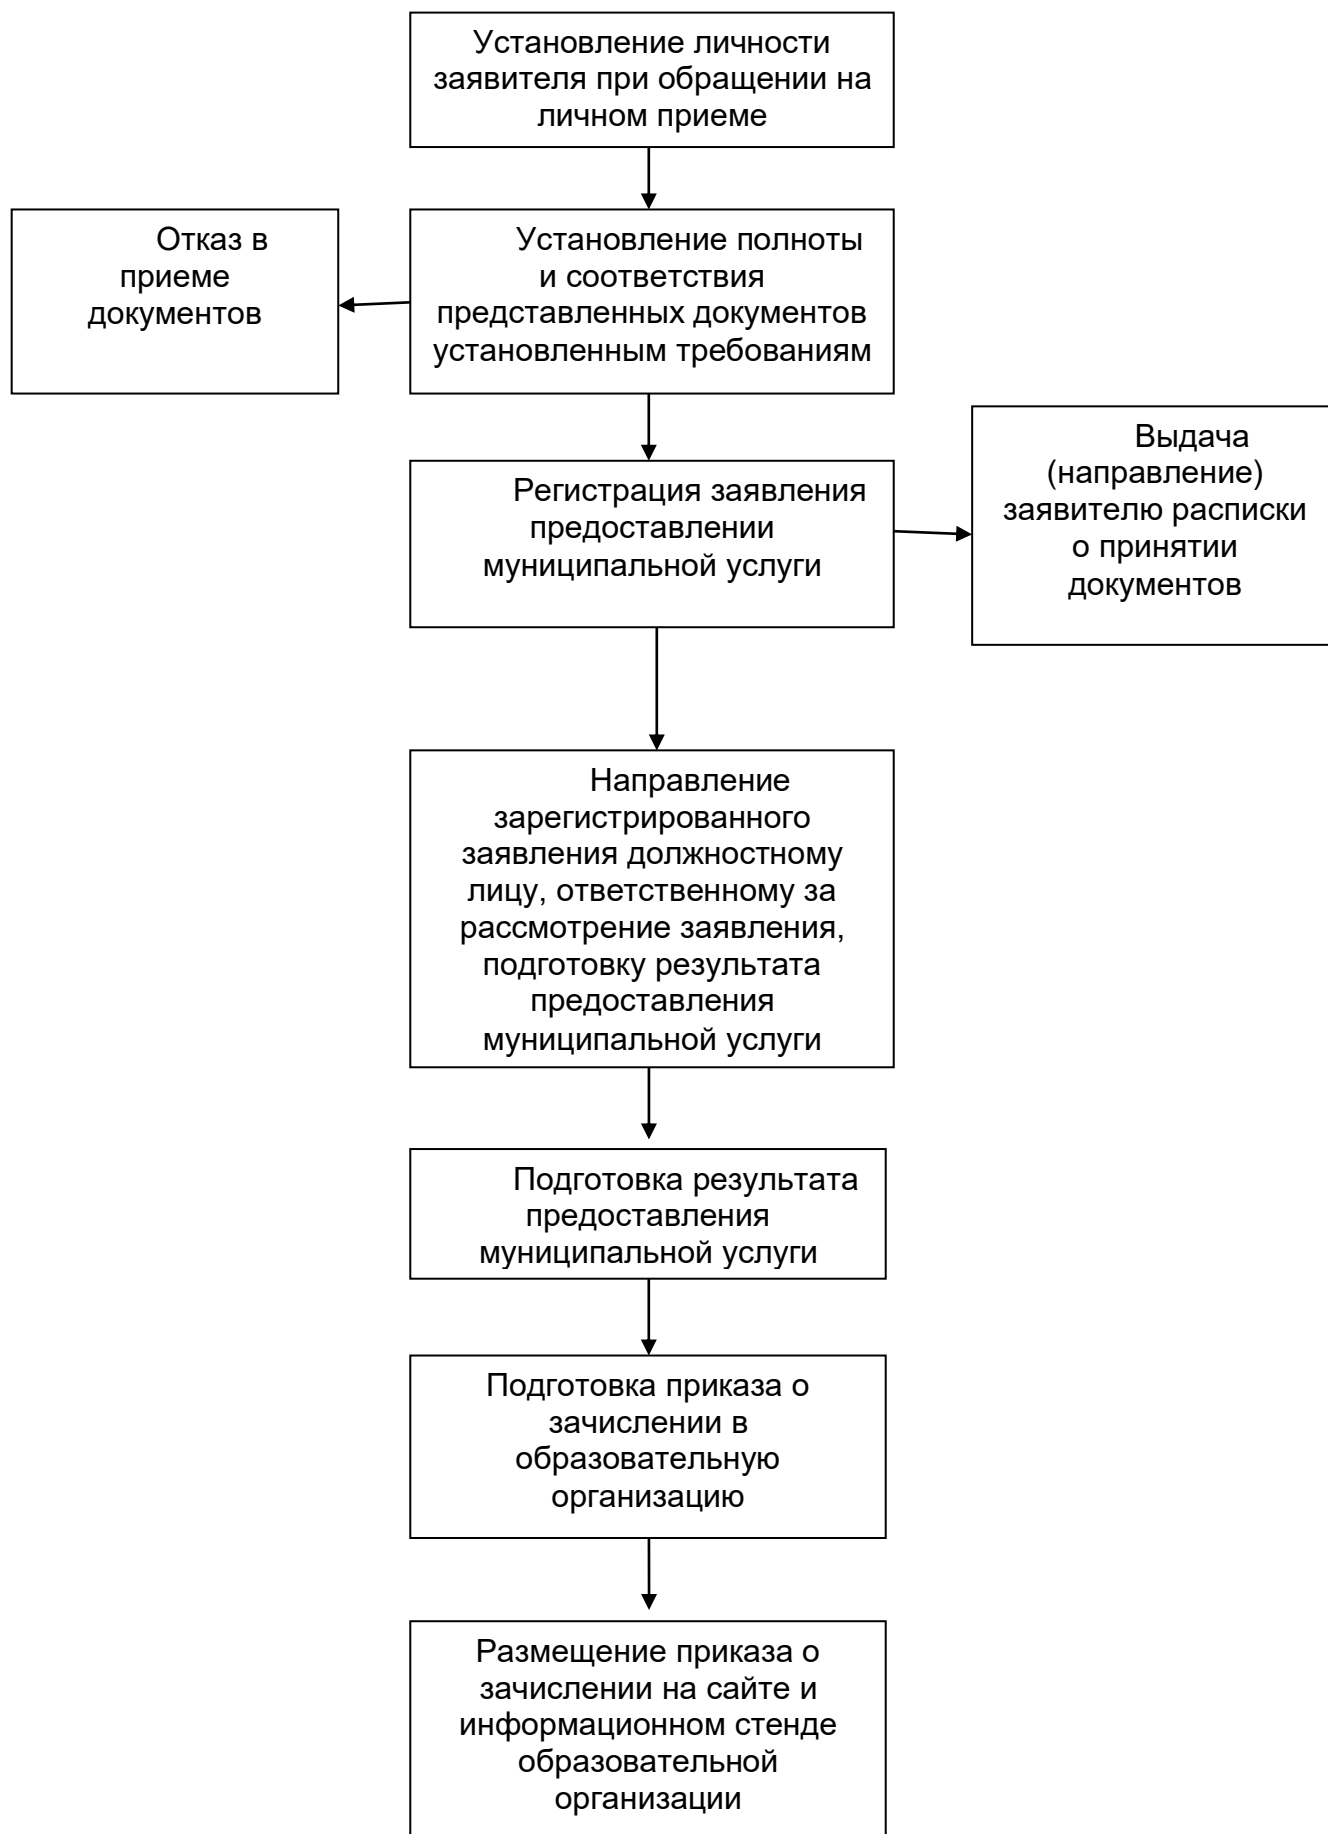 Установление личности
заявителя при обращении на
личном приеме
Отказ в
приеме
документов
Установление полноты
и соответствия
представленных документов
установленным требованиям
Регистрация заявления
предоставлении
муниципальной услуги
Выдача
(направление)
заявителю расписки
о принятии
документов
Направление
зарегистрированного
заявления должностному
лицу, ответственному за
рассмотрение заявления,
подготовку результата
предоставления
муниципальной услуги
Подготовка результата
предоставления
муниципальной услуги
Подготовка приказа о
зачислении в
образовательную
организацию
Размещение приказа о
зачислении на сайте и
информационном стенде
образовательной
организации